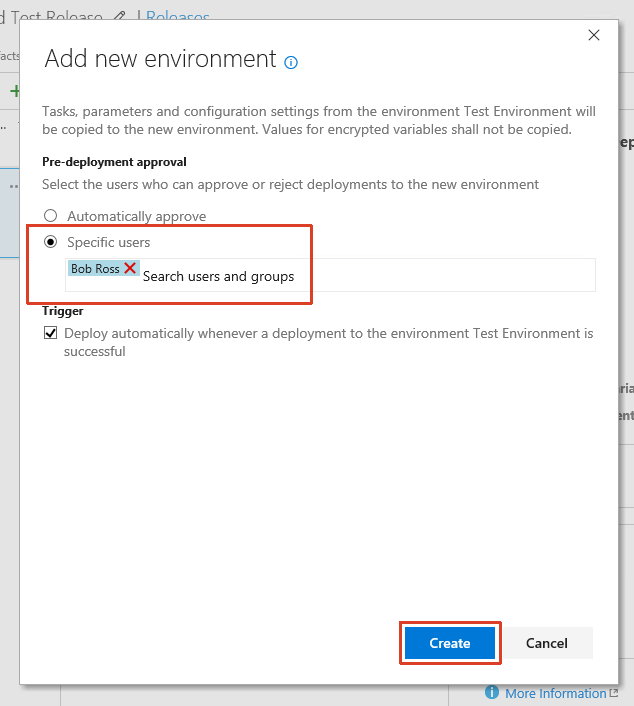 d Test Release | Releases
facts
Add new environment
Tasks, parameters and configuration settings from the environment Test Environment will
be copied to the new environment. Values for encrypted variables shall not be copied.
Pre-deployment approval
Select the users who can approve or reject deployments to the new environment
Automatically approve
Specific users
Bob Ross Search users and groups
Trigger
Deploy automatically whenever a deployment to the environment Test Environment is
successful
Create
Cancel
ep
ria
ent
More Information